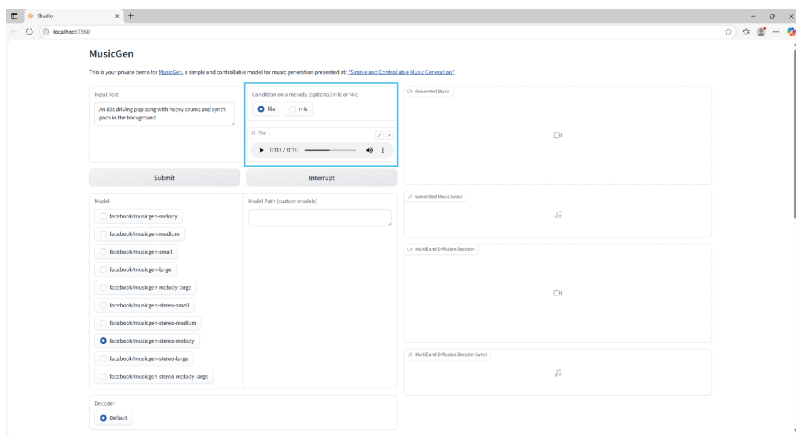 Gradio
localhost:7860
MusicGen
This is your private demo for MusicGen, a simple and controllable model for music generation presented at: "Simple and Controllable Music Generation"
Input Text
An 80s driving pop song with heavy drums and synth
pads in the background
Condition on a melody (optional) File or Mic
file
mic
File
0:00 / 0:10
Submit
Interrupt
Model
facebook/musicgen-melody
facebook/musicgen-medium
facebook/musicgen-small
facebook/musicgen-large
facebook/musicgen-melody-large
facebook/musicgen-stereo-small
facebook/musicgen-stereo-medium
facebook/musicgen-stereo-melody
facebook/musicgen-stereo-large
facebook/musicgen-stereo-melody-large
Model Path (custom models)
Decoder
Default
Generated Music
Generated Music (wav)
MultiBand Diffusion Decoder
MultiBand Diffusion Decoder (wav)